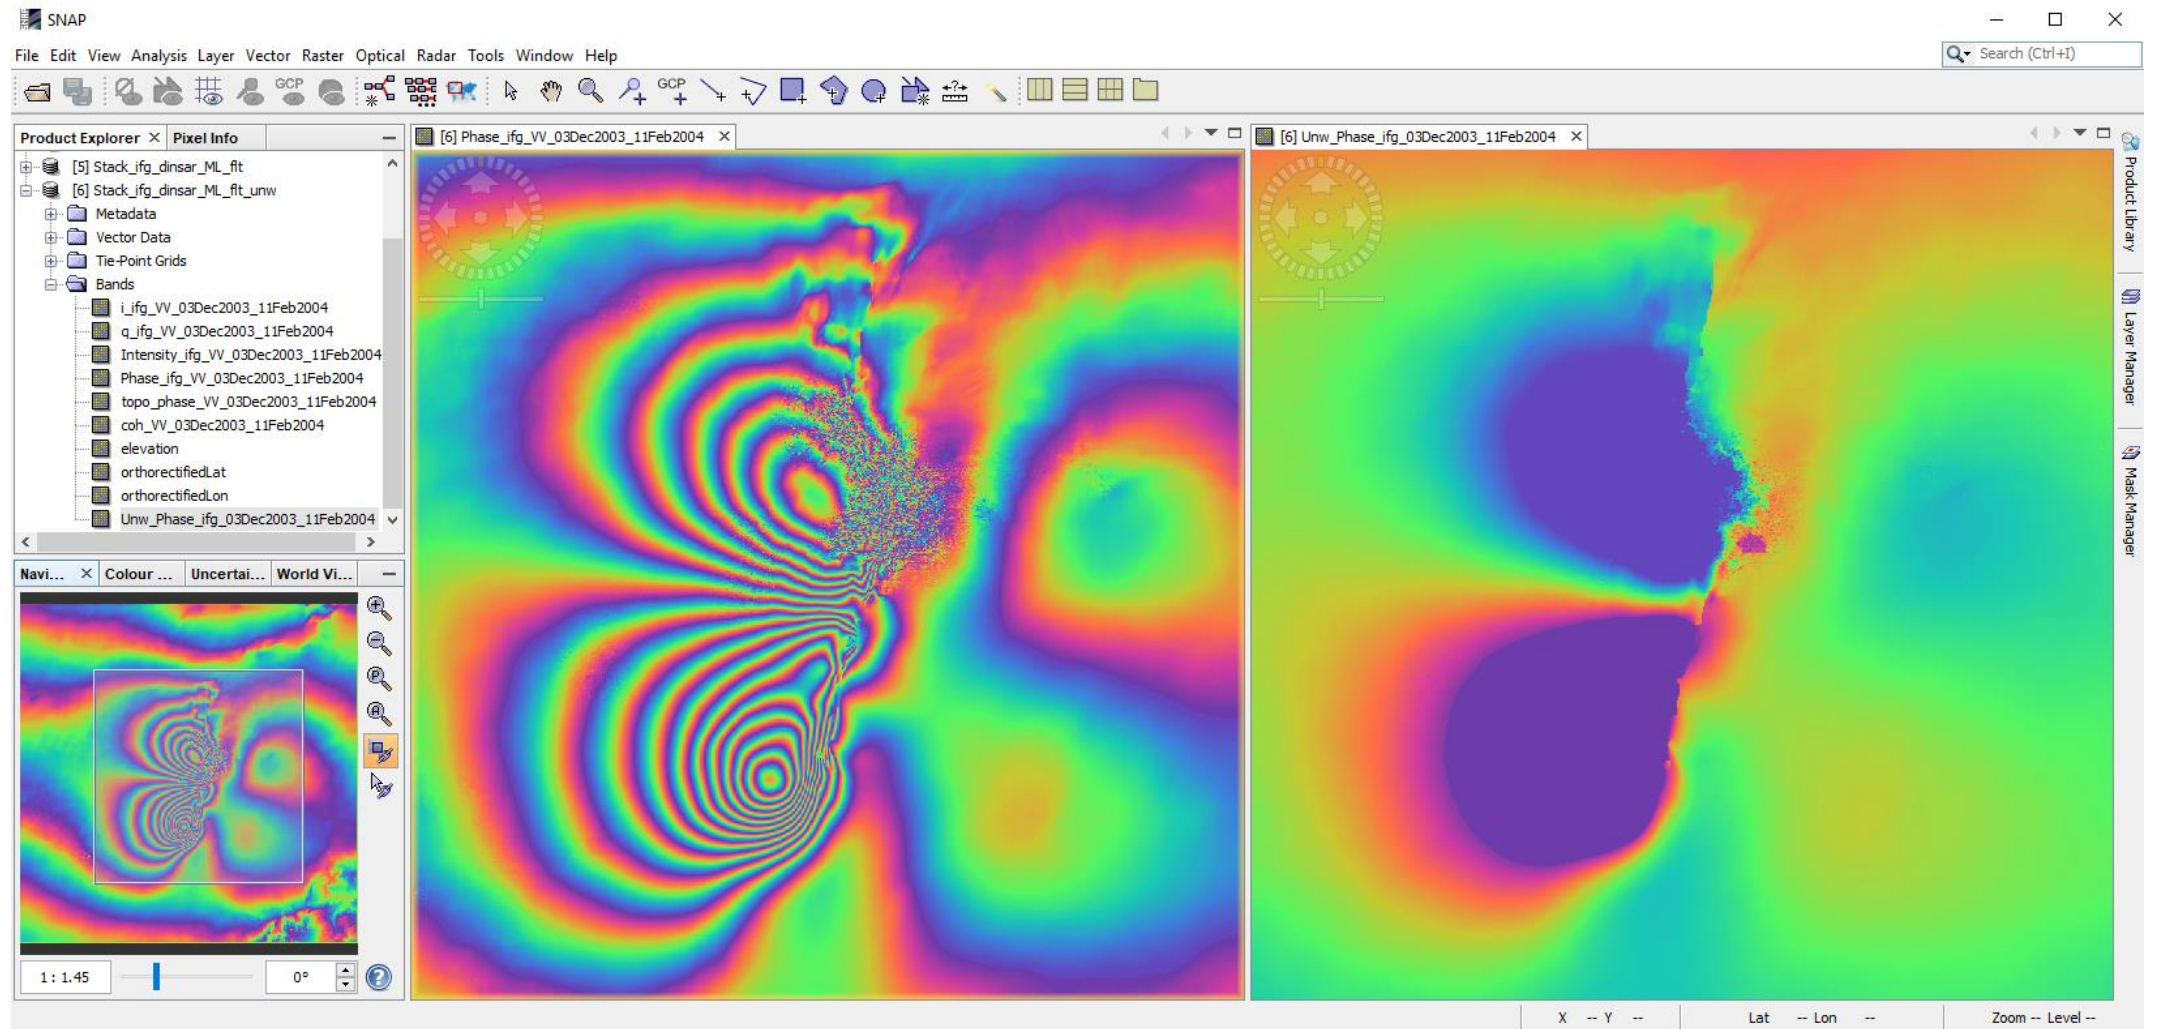 SNAP
File Edit View Analysis Layer Vector Raster Optical Radar Tools Window Help
Search (Ctrl+I)
GCP
GCP
Product Explorer
Pixel Info
[5] Stack_ifg_dinsar_ML_flt
[6] Stack_ifg_dinsar_ML_flt_unw
Metadata
Vector Data
Tie-Point Grids
Bands
i_ifg_VV_03Dec2003_11Feb2004
q_ifg_VV_03Dec2003_11Feb2004
Intensity_ifg_VV_03Dec2003_11Feb2004
Phase_ifg_VV_03Dec2003_11Feb2004
topo_phase_VV_03Dec2003_11Feb2004
coh_VV_03Dec2003_11Feb2004
elevation
orthorectifiedLat
orthorectifiedLon
Unw_Phase_ifg_03Dec2003_11Feb2004
Navi...
Colour ...
Uncertai...
World Vi...
1 : 1.45
0°
[6] Phase_ifg_VV_03Dec2003_11Feb2004
[6] Unw_Phase_ifg_03Dec2003_11Feb2004
Product Library
Layer Manager
Mask Manager
X -- Y --
Lat -- Lon --
Zoom -- Level --